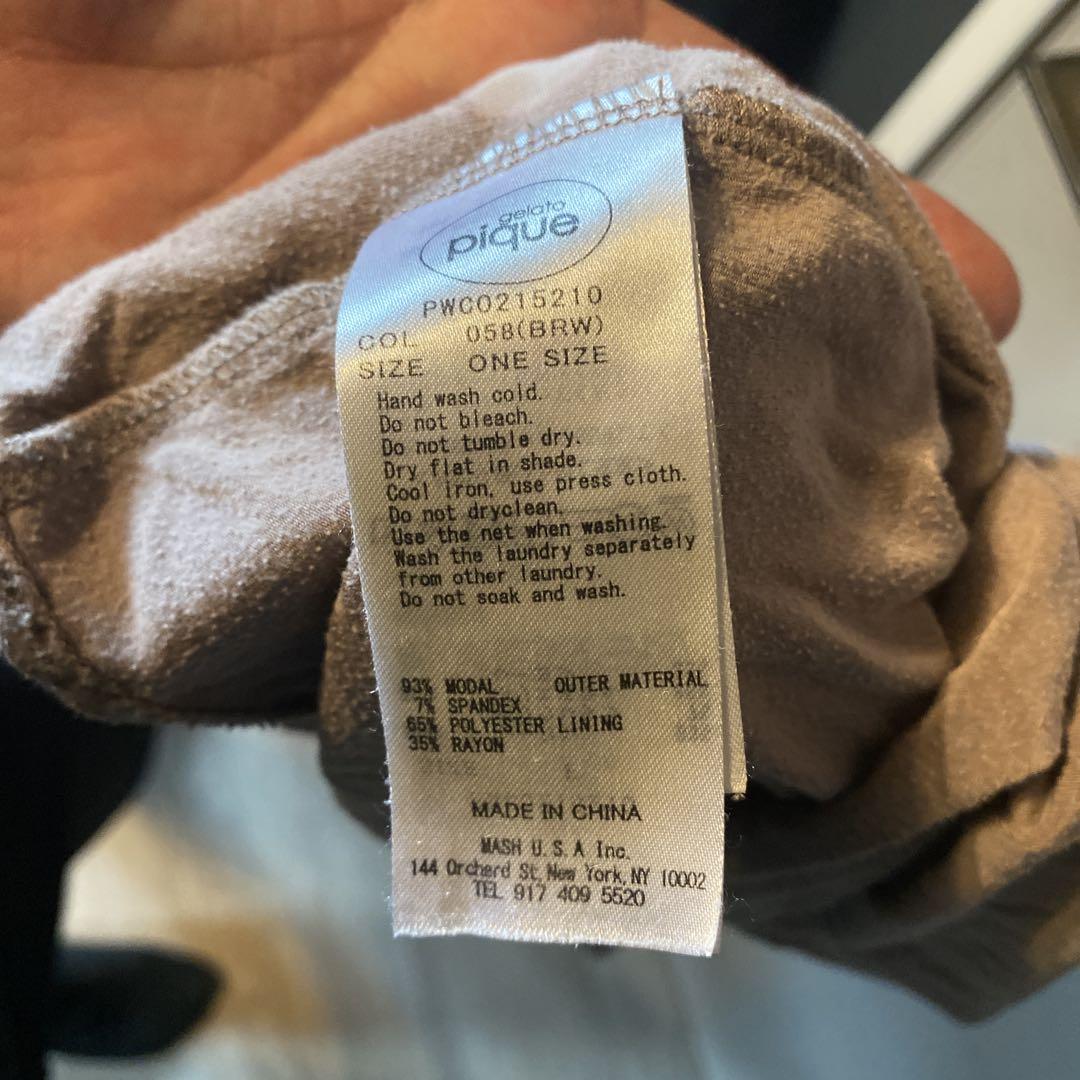 gelato
pique
PWCO215210
COL 058(BRW)
SIZE ONE SIZE
Hand wash cold.
Do not bleach.
Do not tumble dry.
Dry flat in shade.
Cool iron, use press cloth.
Do not dryclean.
Use the net when washing.
Wash the laundry separately
from other laundry.
Do not soak and wash.
93% MODAL OUTER MATERIAL
7% SPANDEX
65% POLYESTER LINING
35% RAYON
MADE IN CHINA
MASH U.S.A Inc.
144 Orchard St, New York, NY 10002
TEL 917 409 5520